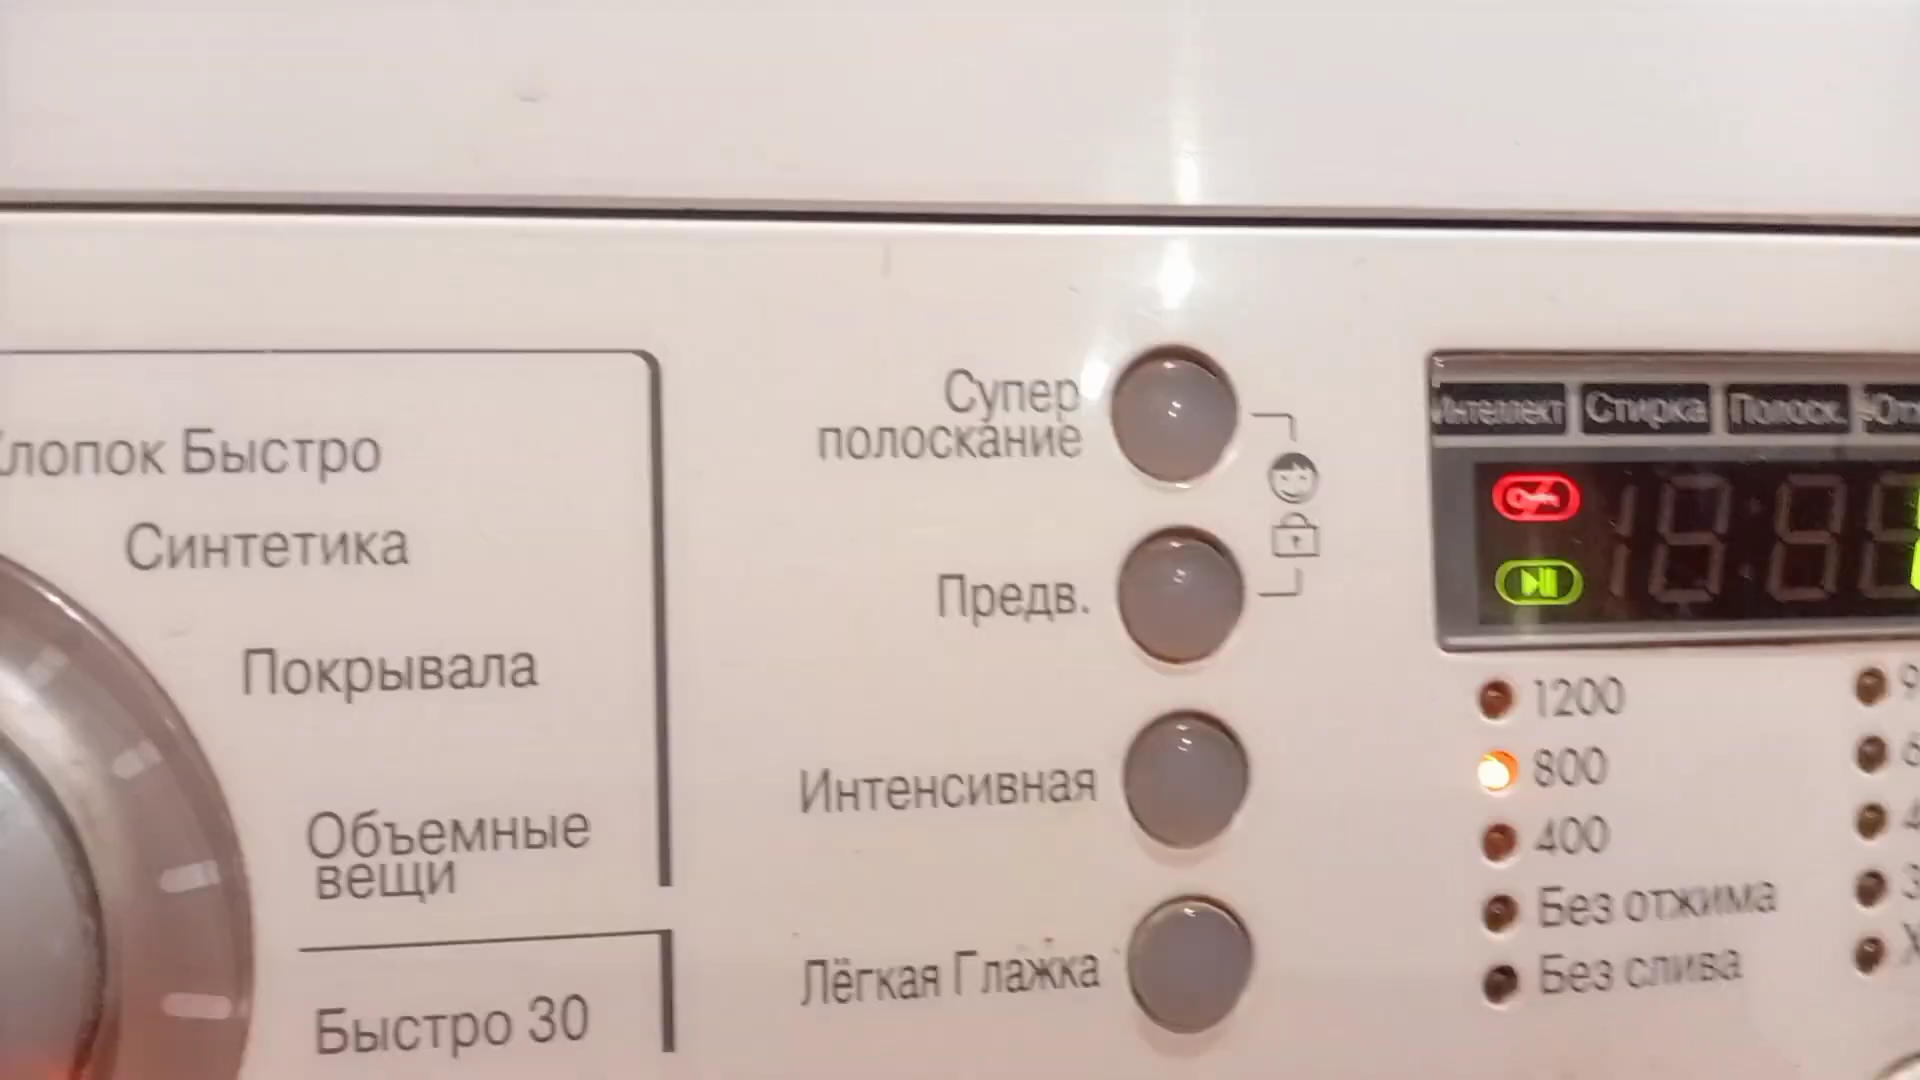 Хлопок Быстро
Синтетика
Покрывала
Объемные
вещи
Быстро 30
Супер
полоскание
Предв.
Интенсивная
Лёгкая Глажка
Интеллект
Стирка
Полоск.
1200
800
400
Без отжима
Без слива